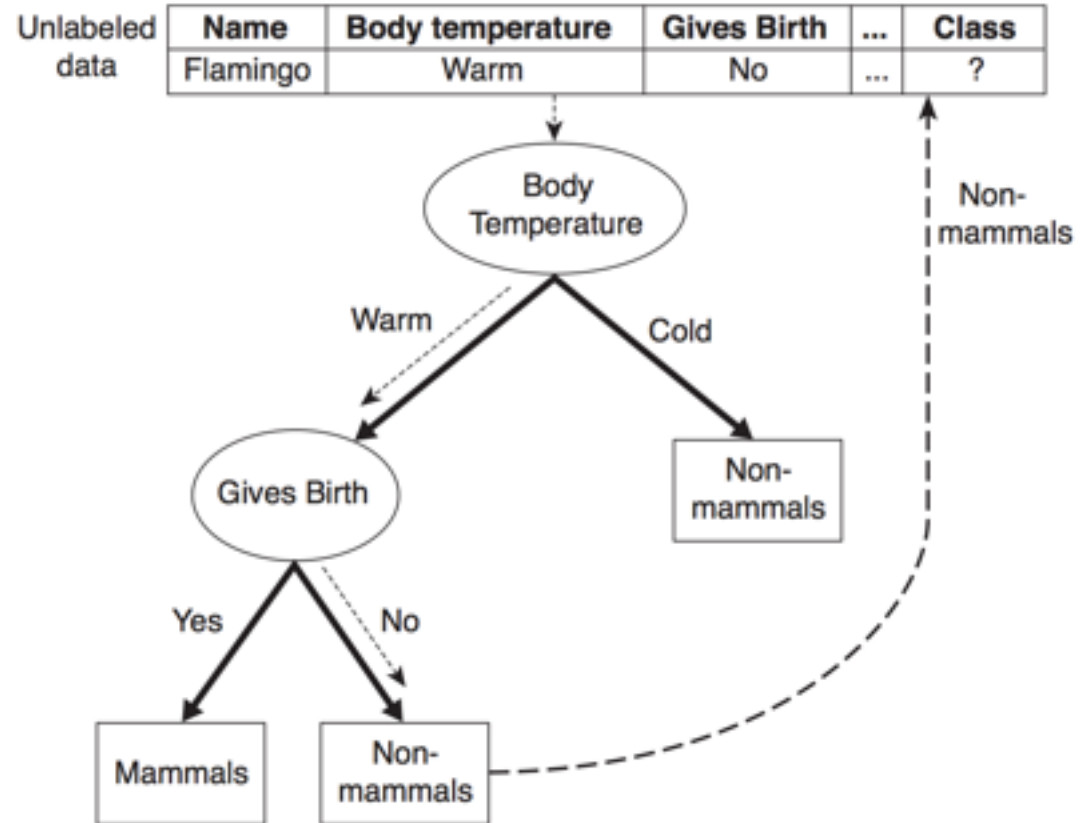 Unlabeled data
Name Body temperature Gives Birth ... Class
Flamingo Warm No ... ?
Body
Temperature
Non-
mammals
Warm
Cold
Gives Birth
Non-
mammals
Yes
No
Mammals
Non-
mammals